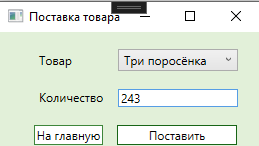 Поставка товара
Товар Три поросёнка
Количество 243
На главную Поставить